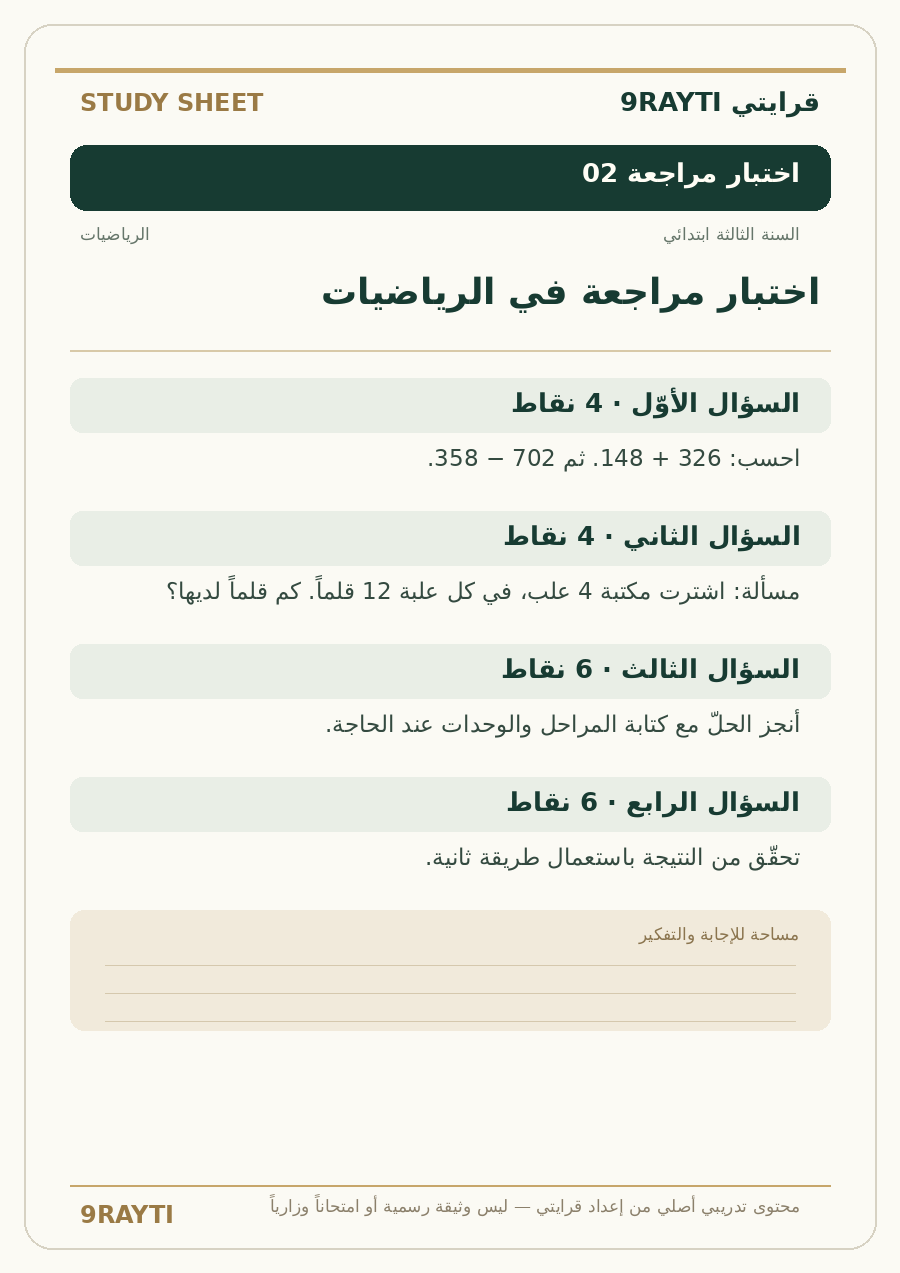 قرايتي 9RAYTI
STUDY SHEET
اختبار مراجعة 02
السنة الثالثة ابتدائي
الرياضيات
اختبار مراجعة في الرياضيات
السؤال الأوّل · 4 نقاط
احسب: 326 + 148. ثم 702 − 358.
السؤال الثاني · 4 نقاط
مسألة: اشترت مكتبة 4 علب، في كل علبة 12 قلماً. كم قلماً لديها؟
السؤال الثالث · 6 نقاط
أنجز الحلّ مع كتابة المراحل والوحدات عند الحاجة.
السؤال الرابع · 6 نقاط
تحقّق من النتيجة باستعمال طريقة ثانية.
مساحة للإجابة والتفكير
محتوى تدريبي أصلي من إعداد قرايتي — ليس وثيقة رسمية أو امتحاناً وزارياً
9RAYTI